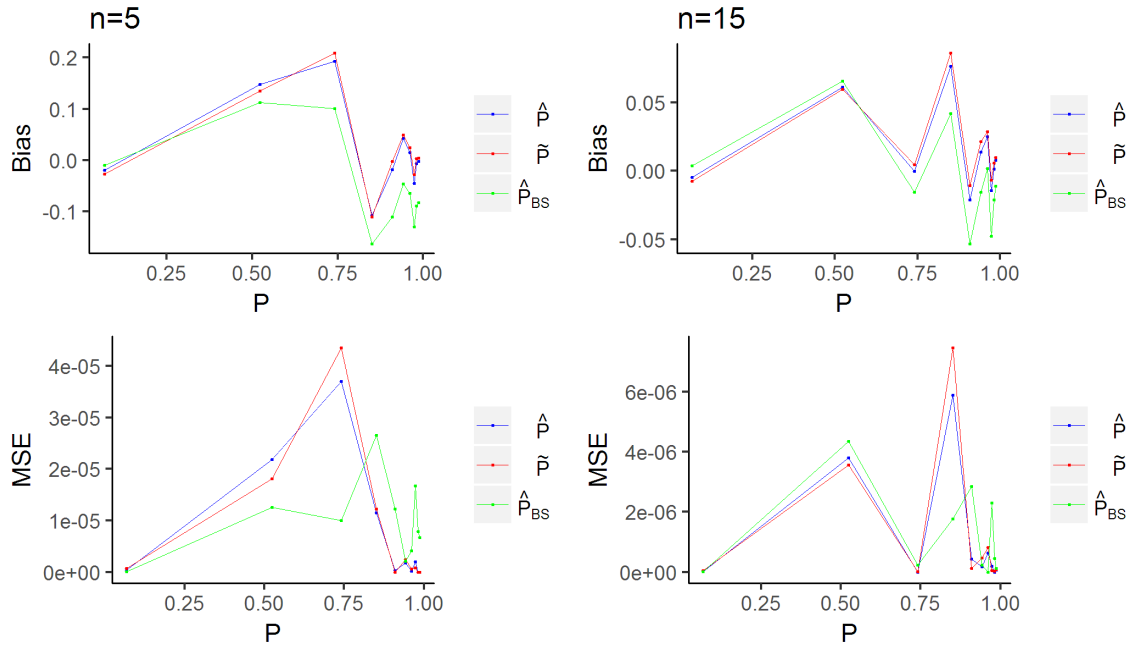 n=5
0.2
0.1
0.0
-0.1
Bias
0.25 0.50 0.75 1.00
P
P̂
P̃
P̂BS
n=15
0.05
0.00
-0.05
Bias
0.25 0.50 0.75 1.00
P
P̂
P̃
P̂BS
4e-05
3e-05
2e-05
1e-05
0e+00
MSE
0.25 0.50 0.75 1.00
P
P̂
P̃
P̂BS
6e-06
4e-06
2e-06
0e+00
MSE
0.25 0.50 0.75 1.00
P
P̂
P̃
P̂BS